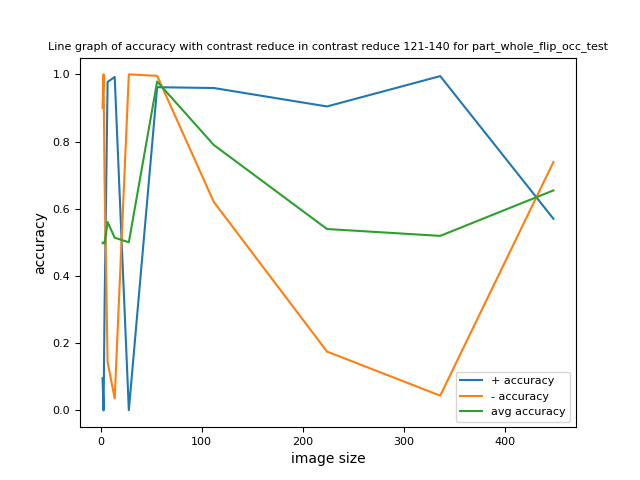 Line graph of accuracy with contrast reduce in contrast reduce 121-140 for part_whole_flip_occ_test
1.0
0.8
0.6
0.4
0.2
0.0
accuracy
0 100 200 300 400
image size
+ accuracy
- accuracy
avg accuracy